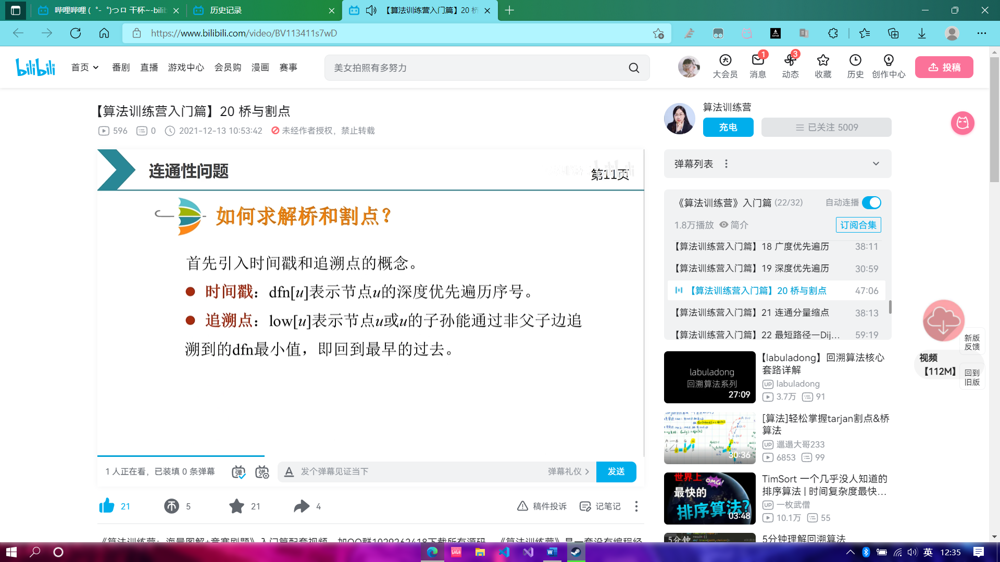 哔哩哔哩 (゜-゜)つロ 干杯~-bilib
历史记录
【算法训练营入门篇】20 桥
https://www.bilibili.com/video/BV113411s7wD
bilibili
首页
番剧
直播
游戏中心
会员购
漫画
赛事
美女拍照有多努力
大会员
1
消息
3
动态
收藏
历史
创作中心
投稿
【算法训练营入门篇】20 桥与割点
596
0
2021-12-13 10:53:42
未经作者授权，禁止转载
算法训练营
充电
已关注 5009
连通性问题
bilibili
第11页
如何求解桥和割点？
首先引入时间戳和追溯点的概念。
● 时间戳：dfn[u]表示节点u的深度优先遍历序号。
● 追溯点：low[u]表示节点u或u的子孙能通过非父子边追
溯到的dfn最小值，即回到最早的过去。
1 人正在看，已装填 0 条弹幕
弹
弹
A
发个弹幕见证当下
弹幕礼仪
发送
21
5
21
4
稿件投诉
记笔记
《算法训练营：海量图解+竞赛刷题》入门篇配套视频，加QQ群1029262418下载所有源码。《算法训练营》是一套没有编程经
弹幕列表
《算法训练营》入门篇 (22/32)
自动连播
1.8万播放
简介
订阅合集
【算法训练营入门篇】18 广度优先遍历 38:11
【算法训练营入门篇】19 深度优先遍历 30:59
【算法训练营入门篇】20 桥与割点 47:06
【算法训练营入门篇】21 连通分量缩点 38:13
【算法训练营入门篇】22 最短路径—Dij... 59:19
labuladong
回溯算法系列
27:09
【labuladong】回溯算法核心
套路详解
UP labuladong
3.7万
91
30:36
[算法]轻松掌握tarjan割点&桥
算法
UP 邋遢大哥233
6853
99
世界上
OMG!
最快的
排序算法?
03:48
TimSort 一个几乎没人知道的
排序算法 | 时间复杂度最快...
UP 一枚武僧
10.1万
55
5分钟
5分钟理解回溯算法
新版
反馈
视频
【112M】
回到
旧版
英
12:35